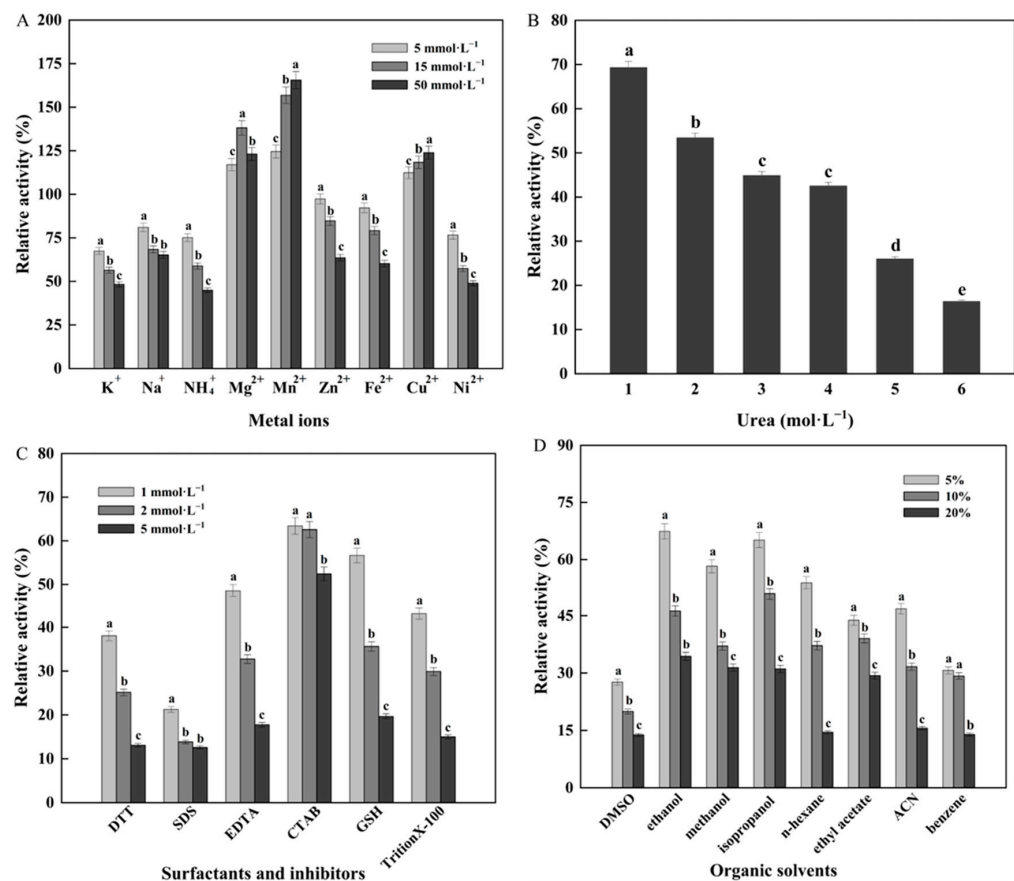 A
Relative activity (%)
200
175
150
125
100
75
50
25
0
5 mmol·L⁻¹
15 mmol·L⁻¹
50 mmol·L⁻¹
a b c
a b b
a b c
c a b
c b a
a b c
a b c
c b a
a b c
K⁺ Na⁺ NH₄⁺ Mg²⁺ Mn²⁺ Zn²⁺ Fe²⁺ Cu²⁺ Ni²⁺
Metal ions
B
Relative activity (%)
80
70
60
50
40
30
20
10
0
a b c c d e
1 2 3 4 5 6
Urea (mol·L⁻¹)
C
Relative activity (%)
80
70
60
50
40
30
20
10
0
1 mmol·L⁻¹
2 mmol·L⁻¹
5 mmol·L⁻¹
a b c
a b b
a b c
a a b
a b c
a b c
DTT SDS EDTA CTAB GSH TritionX-100
Surfactants and inhibitors
D
Relative activity (%)
90
75
60
45
30
15
0
5%
10%
20%
a b c
a b c
a b c
a b c
a b c
a b c
a b c
a a b
DMSO ethanol methanol isopropanol n-hexane ethyl acetate ACN benzene
Organic solvents